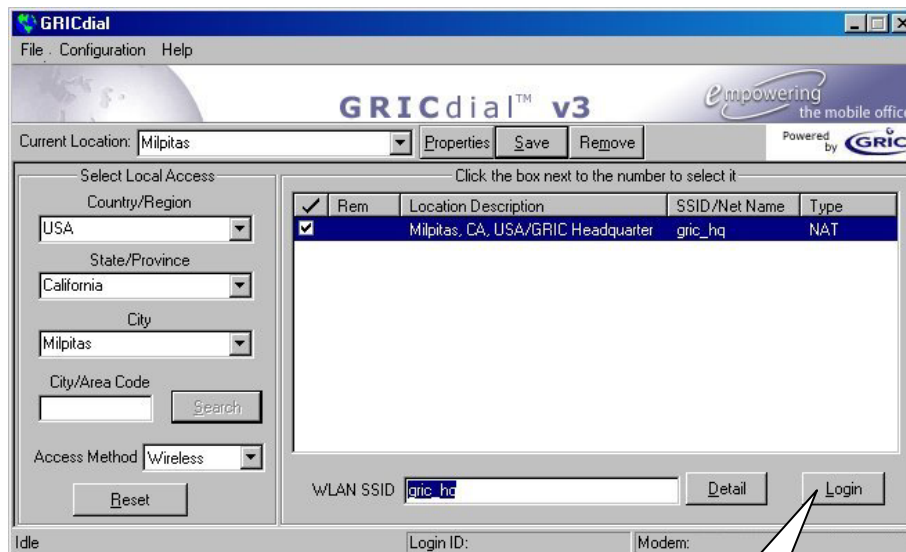 GRICdial
File Configuration Help
GRICdial™ v3
empowering
the mobile office
Current Location: Milpitas
Properties Save Remove
Powered by GRIC
Select Local Access
Country/Region
USA
State/Province
California
City
Milpitas
City/Area Code
Search
Access Method Wireless
Reset
Click the box next to the number to select it
Rem Location Description SSID/Net Name Type
Milpitas, CA, USA/GRIC Headquarter gric_hq NAT
WLAN SSID gric_hq
Detail Login
Idle Login ID: Modem: